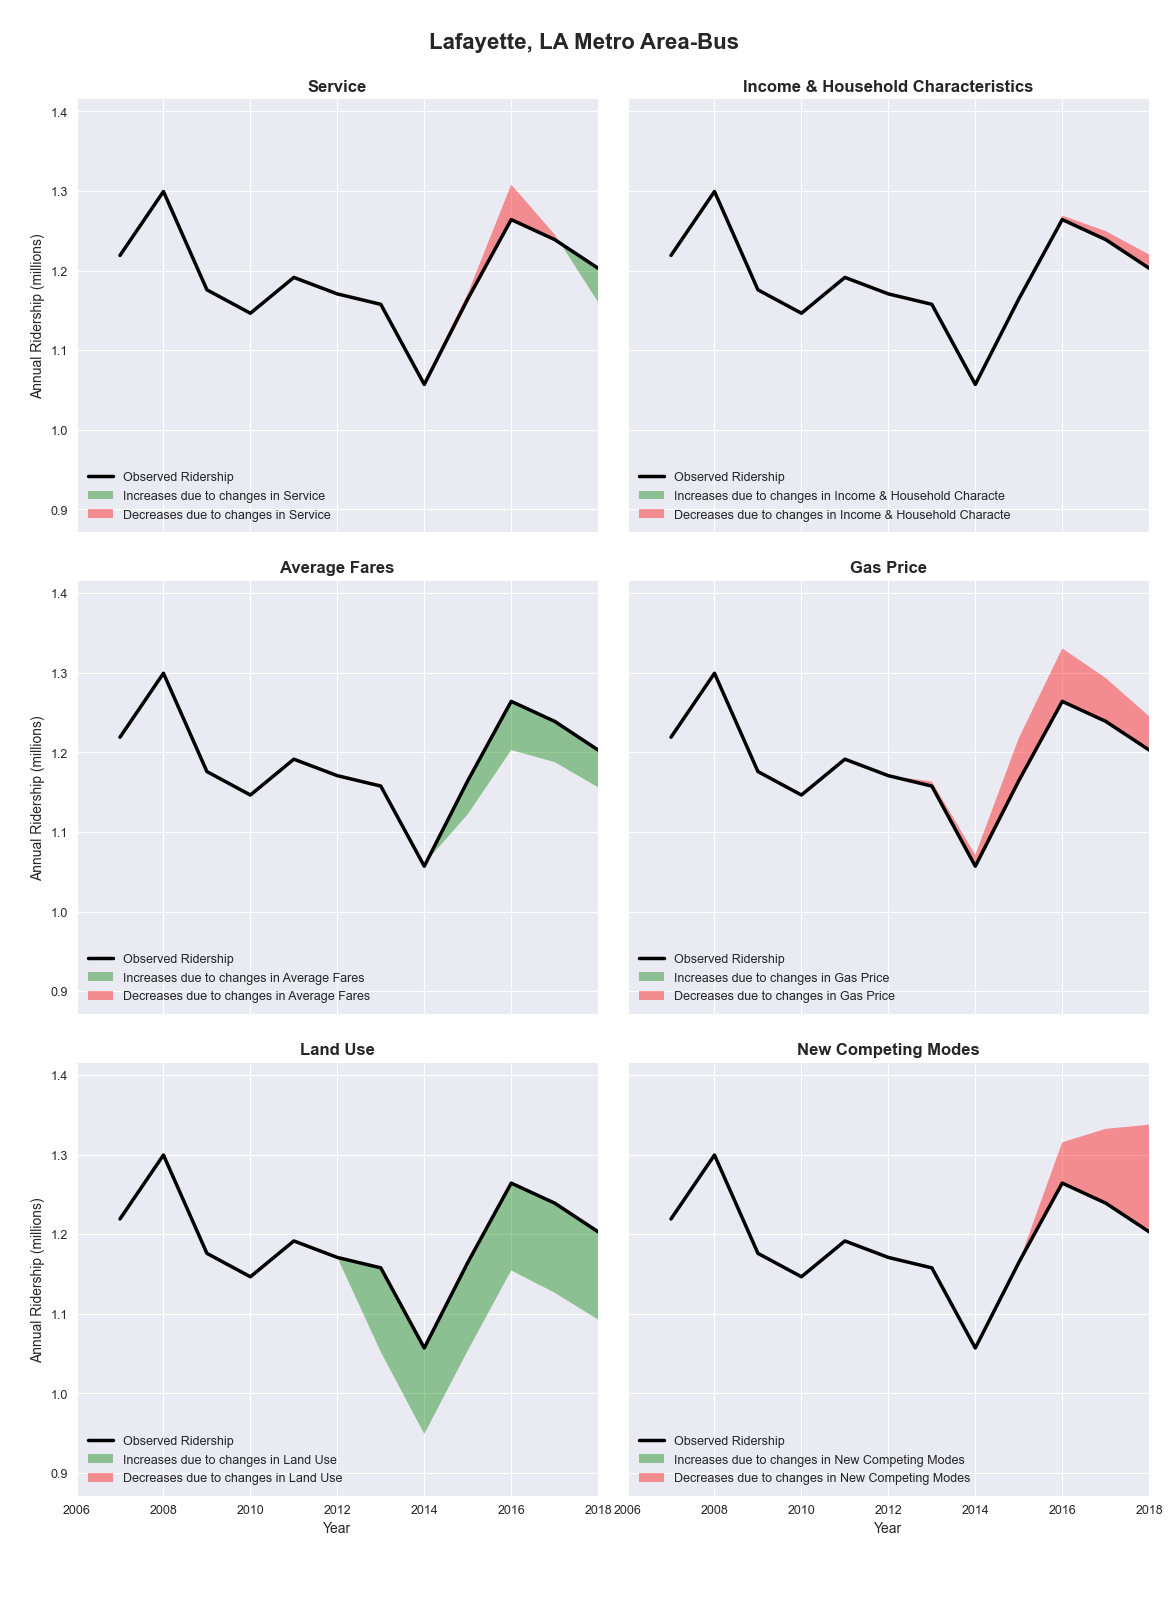 Lafayette, LA Metro Area-Bus
Service
Income & Household Characteristics
1.4
1.3
1.2
1.1
1.0
0.9
Annual Ridership (millions)
Observed Ridership
Increases due to changes in Service
Decreases due to changes in Service
Observed Ridership
Increases due to changes in Income & Household Characte
Decreases due to changes in Income & Household Characte
Average Fares
Gas Price
1.4
1.3
1.2
1.1
1.0
0.9
Annual Ridership (millions)
Observed Ridership
Increases due to changes in Average Fares
Decreases due to changes in Average Fares
Observed Ridership
Increases due to changes in Gas Price
Decreases due to changes in Gas Price
Land Use
New Competing Modes
1.4
1.3
1.2
1.1
1.0
0.9
Annual Ridership (millions)
Observed Ridership
Increases due to changes in Land Use
Decreases due to changes in Land Use
Observed Ridership
Increases due to changes in New Competing Modes
Decreases due to changes in New Competing Modes
2006 2008 2010 2012 2014 2016 2018
2006 2008 2010 2012 2014 2016 2018
Year
Year